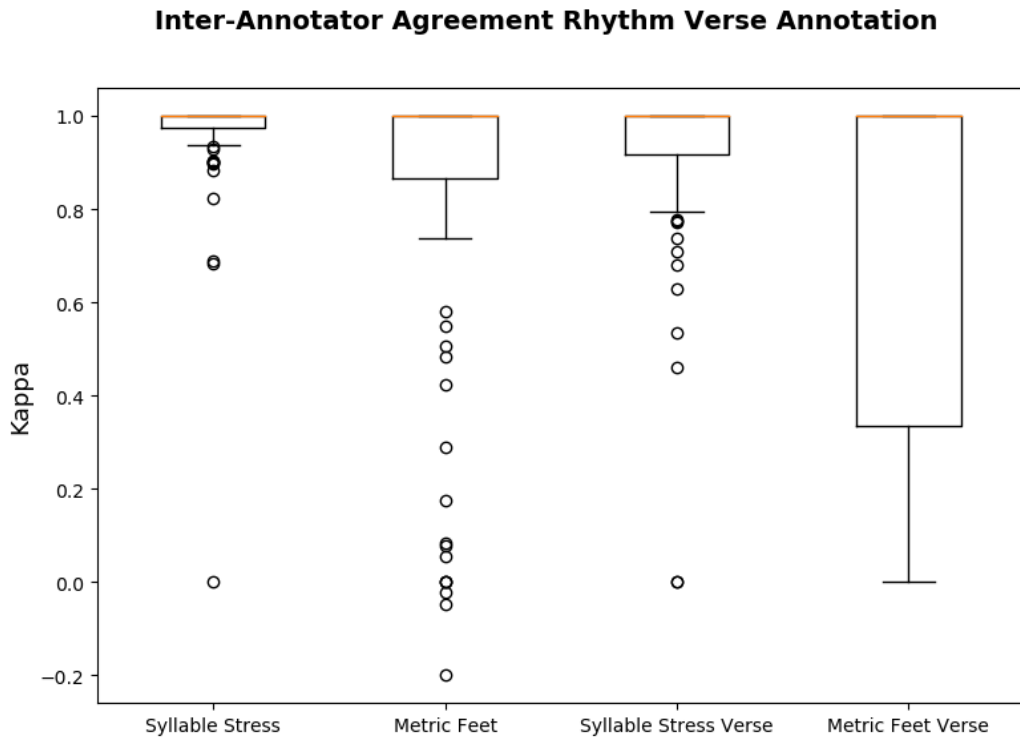 Inter-Annotator Agreement Rhythm Verse Annotation
Kappa
1.0
0.8
0.6
0.4
0.2
0.0
−0.2
Syllable Stress
Metric Feet
Syllable Stress Verse
Metric Feet Verse